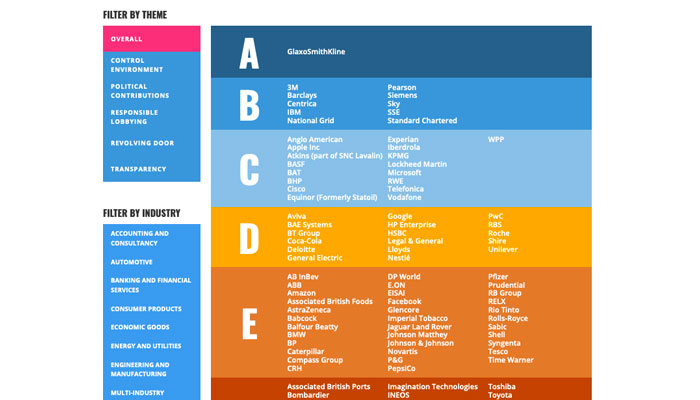 FILTER BY THEME
OVERALL
CONTROL
ENVIRONMENT
POLITICAL
CONTRIBUTIONS
RESPONSIBLE
LOBBYING
REVOLVING DOOR
TRANSPARENCY
FILTER BY INDUSTRY
ACCOUNTING AND
CONSULTANCY
AUTOMOTIVE
BANKING AND FINANCIAL
SERVICES
CONSUMER PRODUCTS
ECONOMIC GOODS
ENERGY AND UTILITIES
ENGINEERING AND
MANUFACTURING
MULTI-INDUSTRY
A
GlaxoSmithKline
B
3M
Barclays
Centrica
IBM
National Grid
Pearson
Siemens
Sky
SSE
Standard Chartered
C
Anglo American
Apple Inc
Atkins (part of SNC Lavalin)
BASF
BAT
BHP
Cisco
Equinor (Formerly Statoil)
Experian
Iberdrola
KPMG
Lockheed Martin
Microsoft
RWE
Telefonica
Vodafone
WPP
D
Aviva
BAE Systems
BT Group
Coca-Cola
Deloitte
General Electric
Google
HP Enterprise
HSBC
Legal & General
Lloyds
Nestlé
PwC
RBS
Roche
Shire
Unilever
E
AB InBev
ABB
Amazon
Associated British Foods
AstraZeneca
Babcock
Balfour Beatty
BMW
BP
Caterpillar
Compass Group
CRH
DP World
E.ON
EISAI
Facebook
Glencore
Imperial Tobacco
Jaguar Land Rover
Johnson Matthey
Johnson & Johnson
Novartis
P&G
PepsiCo
Pfizer
Prudential
RB Group
RELX
Rio Tinto
Rolls-Royce
Sabic
Shell
Syngenta
Tesco
Time Warner
Associated British Ports
Bombardier
Imagination Technologies
INEOS
Toshiba
Toyota